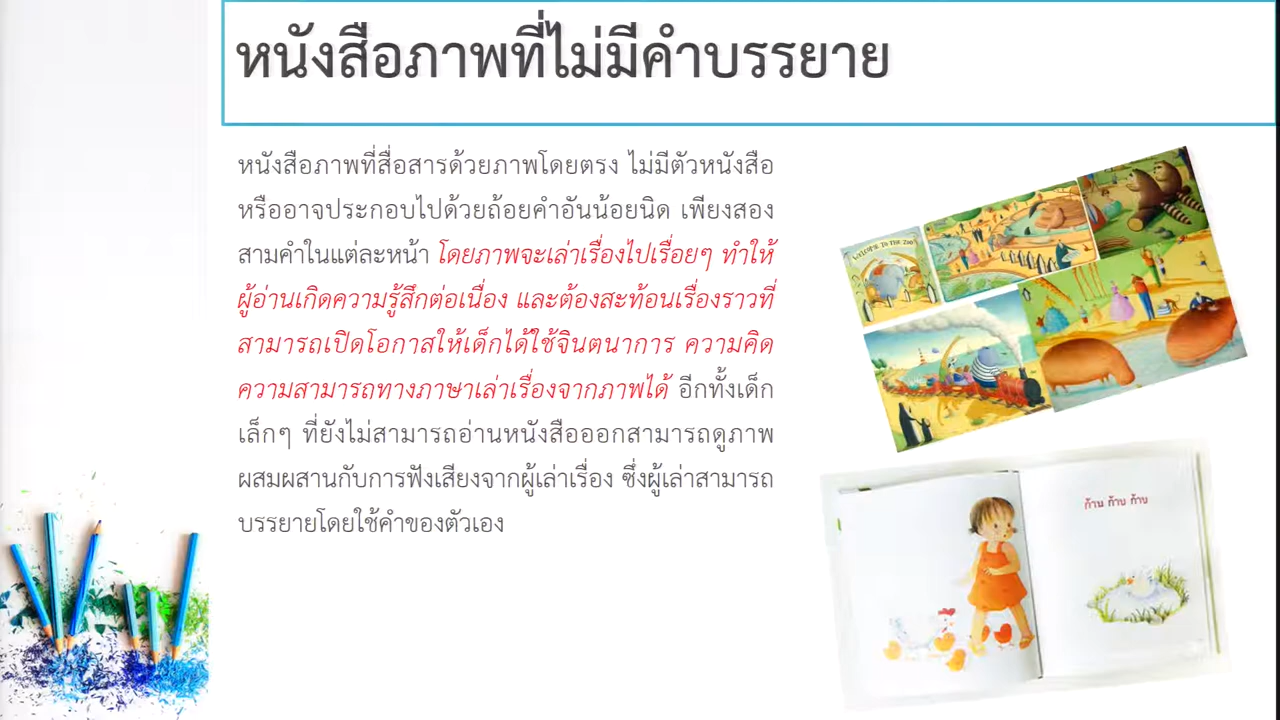 หนังสือภาพที่ไม่มีคำบรรยาย
หนังสือภาพที่สื่อสารด้วยภาพโดยตรง ไม่มีตัวหนังสือ
หรืออาจประกอบไปด้วยถ้อยคำอันน้อยนิด เพียงสอง
สามคำในแต่ละหน้า โดยภาพจะเล่าเรื่องไปเรื่อยๆ ทำให้
ผู้อ่านเกิดความรู้สึกต่อเนื่อง และต้องสะท้อนเรื่องราวที่
สามารถเปิดโอกาสให้เด็กได้ใช้จินตนาการ ความคิด
ความสามารถทางภาษาเล่าเรื่องจากภาพได้ อีกทั้งเด็ก
เล็กๆ ที่ยังไม่สามารถอ่านหนังสือออกสามารถดูภาพ
ผสมผสานกับการฟังเสียงจากผู้เล่าเรื่อง ซึ่งผู้เล่าสามารถ
บรรยายโดยใช้คำของตัวเอง
WELCOME TO THE ZOO
ก้าบ ก้าบ ก้าบ